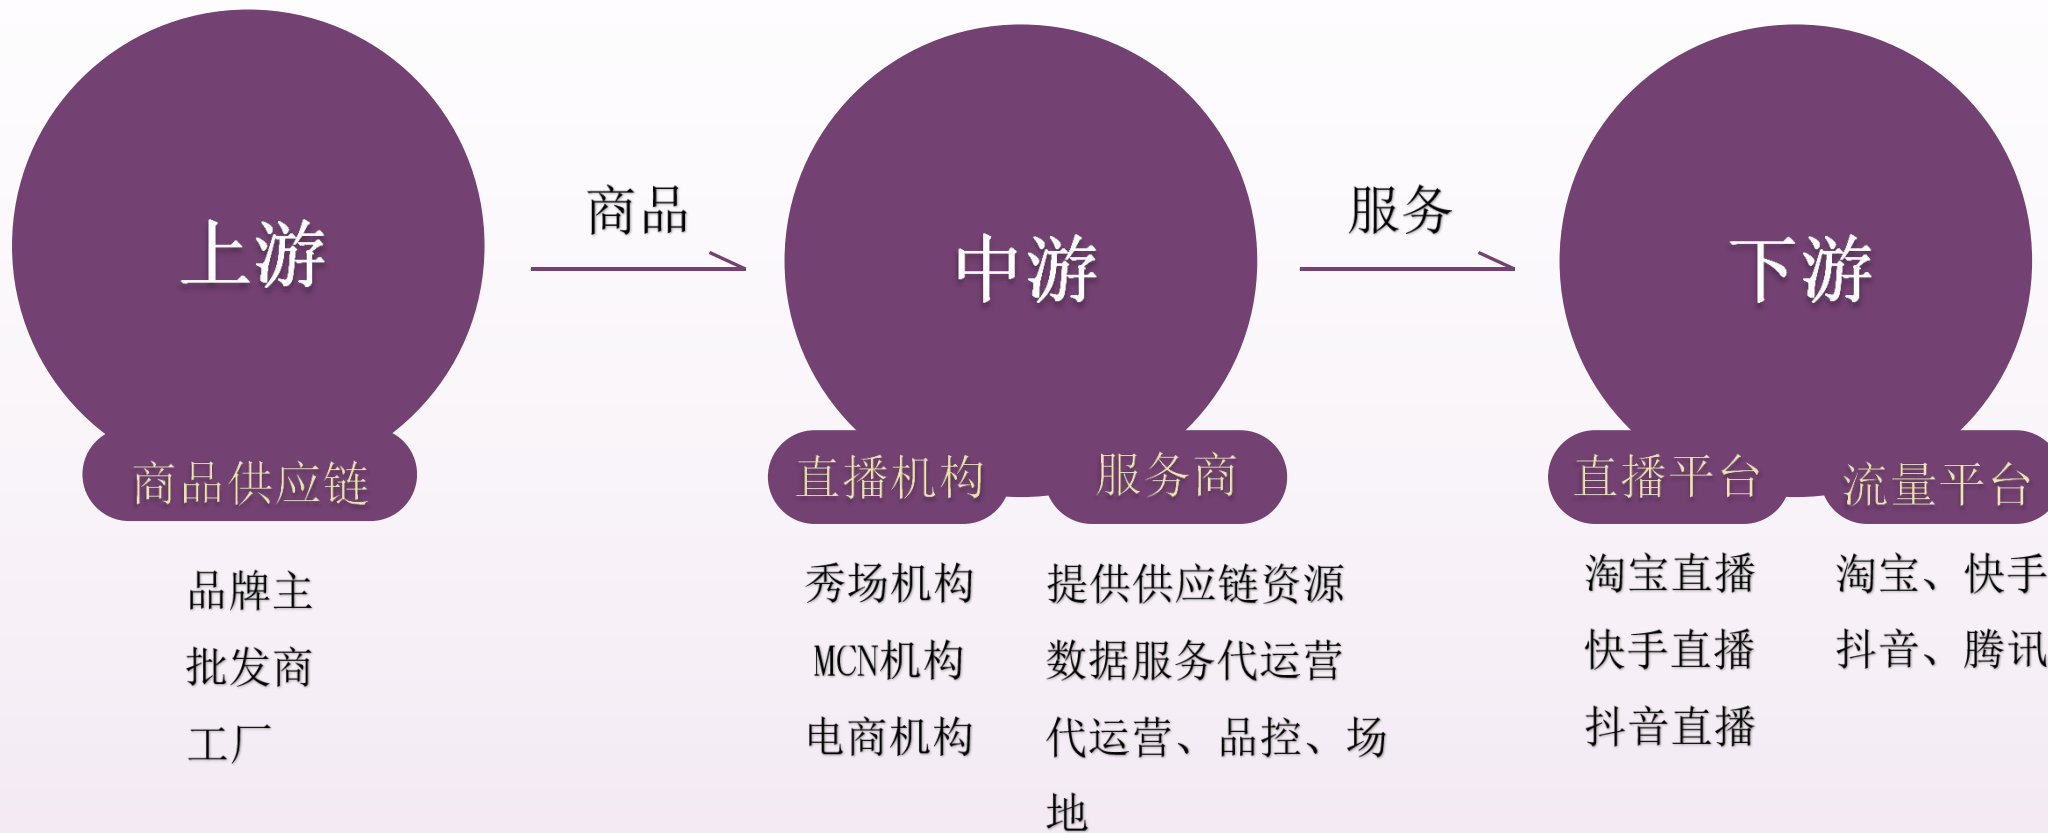 上游
商品
中游
服务
下游
商品供应链
品牌主
批发商
工厂
直播机构
秀场机构
MCN机构
电商机构
服务商
提供供应链资源
数据服务代运营
代运营、品控、场
地
直播平台
淘宝直播
快手直播
抖音直播
流量平台
淘宝、快手
抖音、腾讯